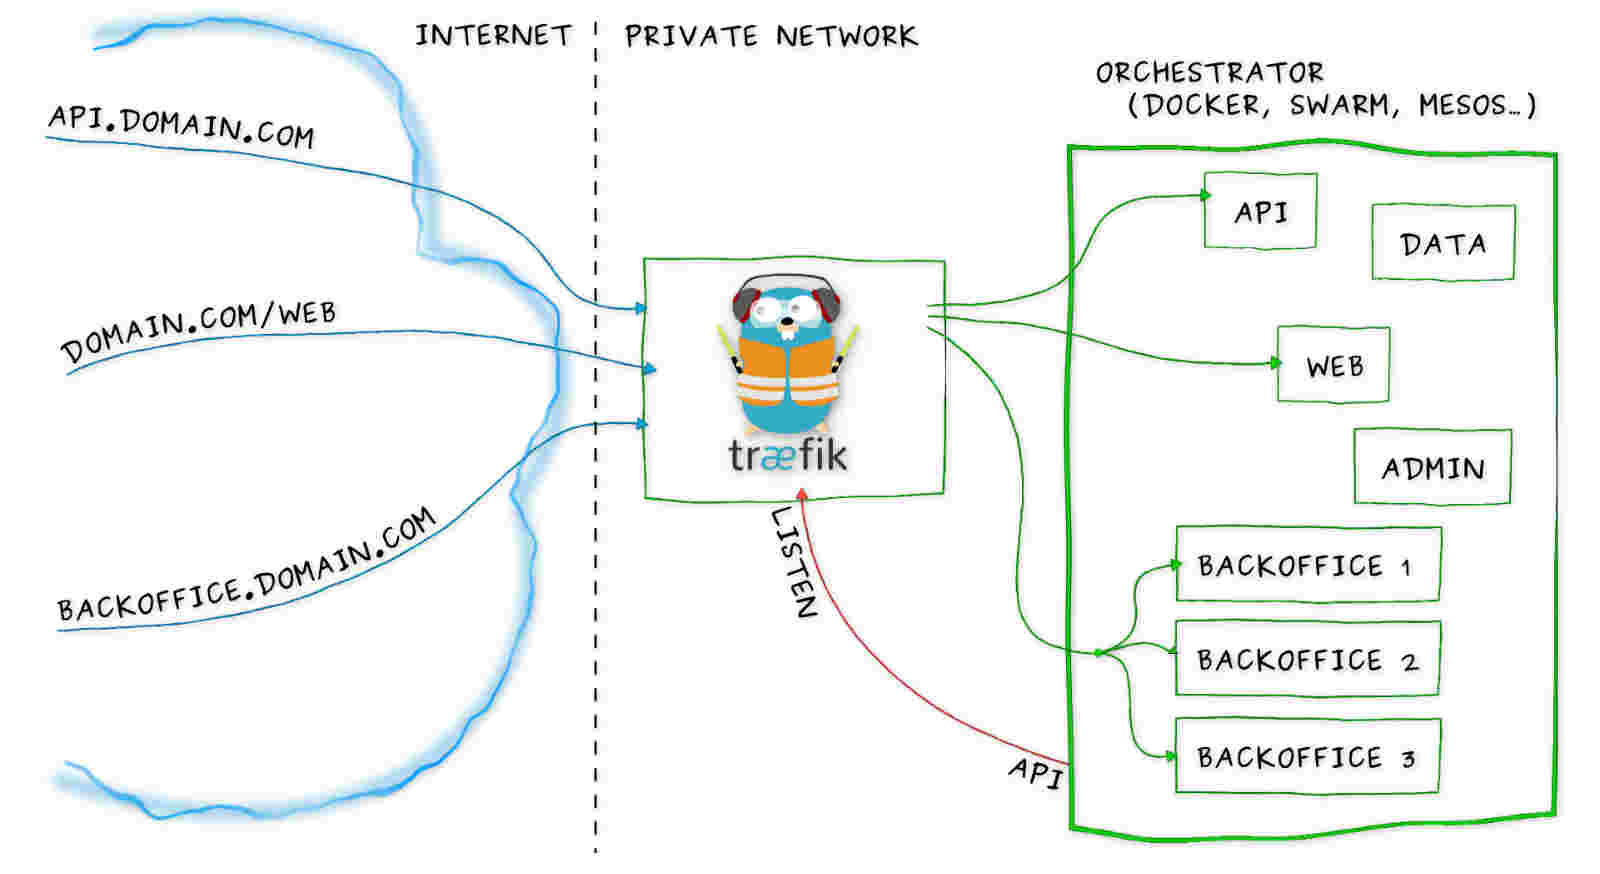 INTERNET
PRIVATE NETWORK
ORCHESTRATOR
(DOCKER, SWARM, MESOS…)
API.DOMAIN.COM
DOMAIN.COM/WEB
BACKOFFICE.DOMAIN.COM
træfik
LISTEN
API
API
DATA
WEB
ADMIN
BACKOFFICE 1
BACKOFFICE 2
BACKOFFICE 3